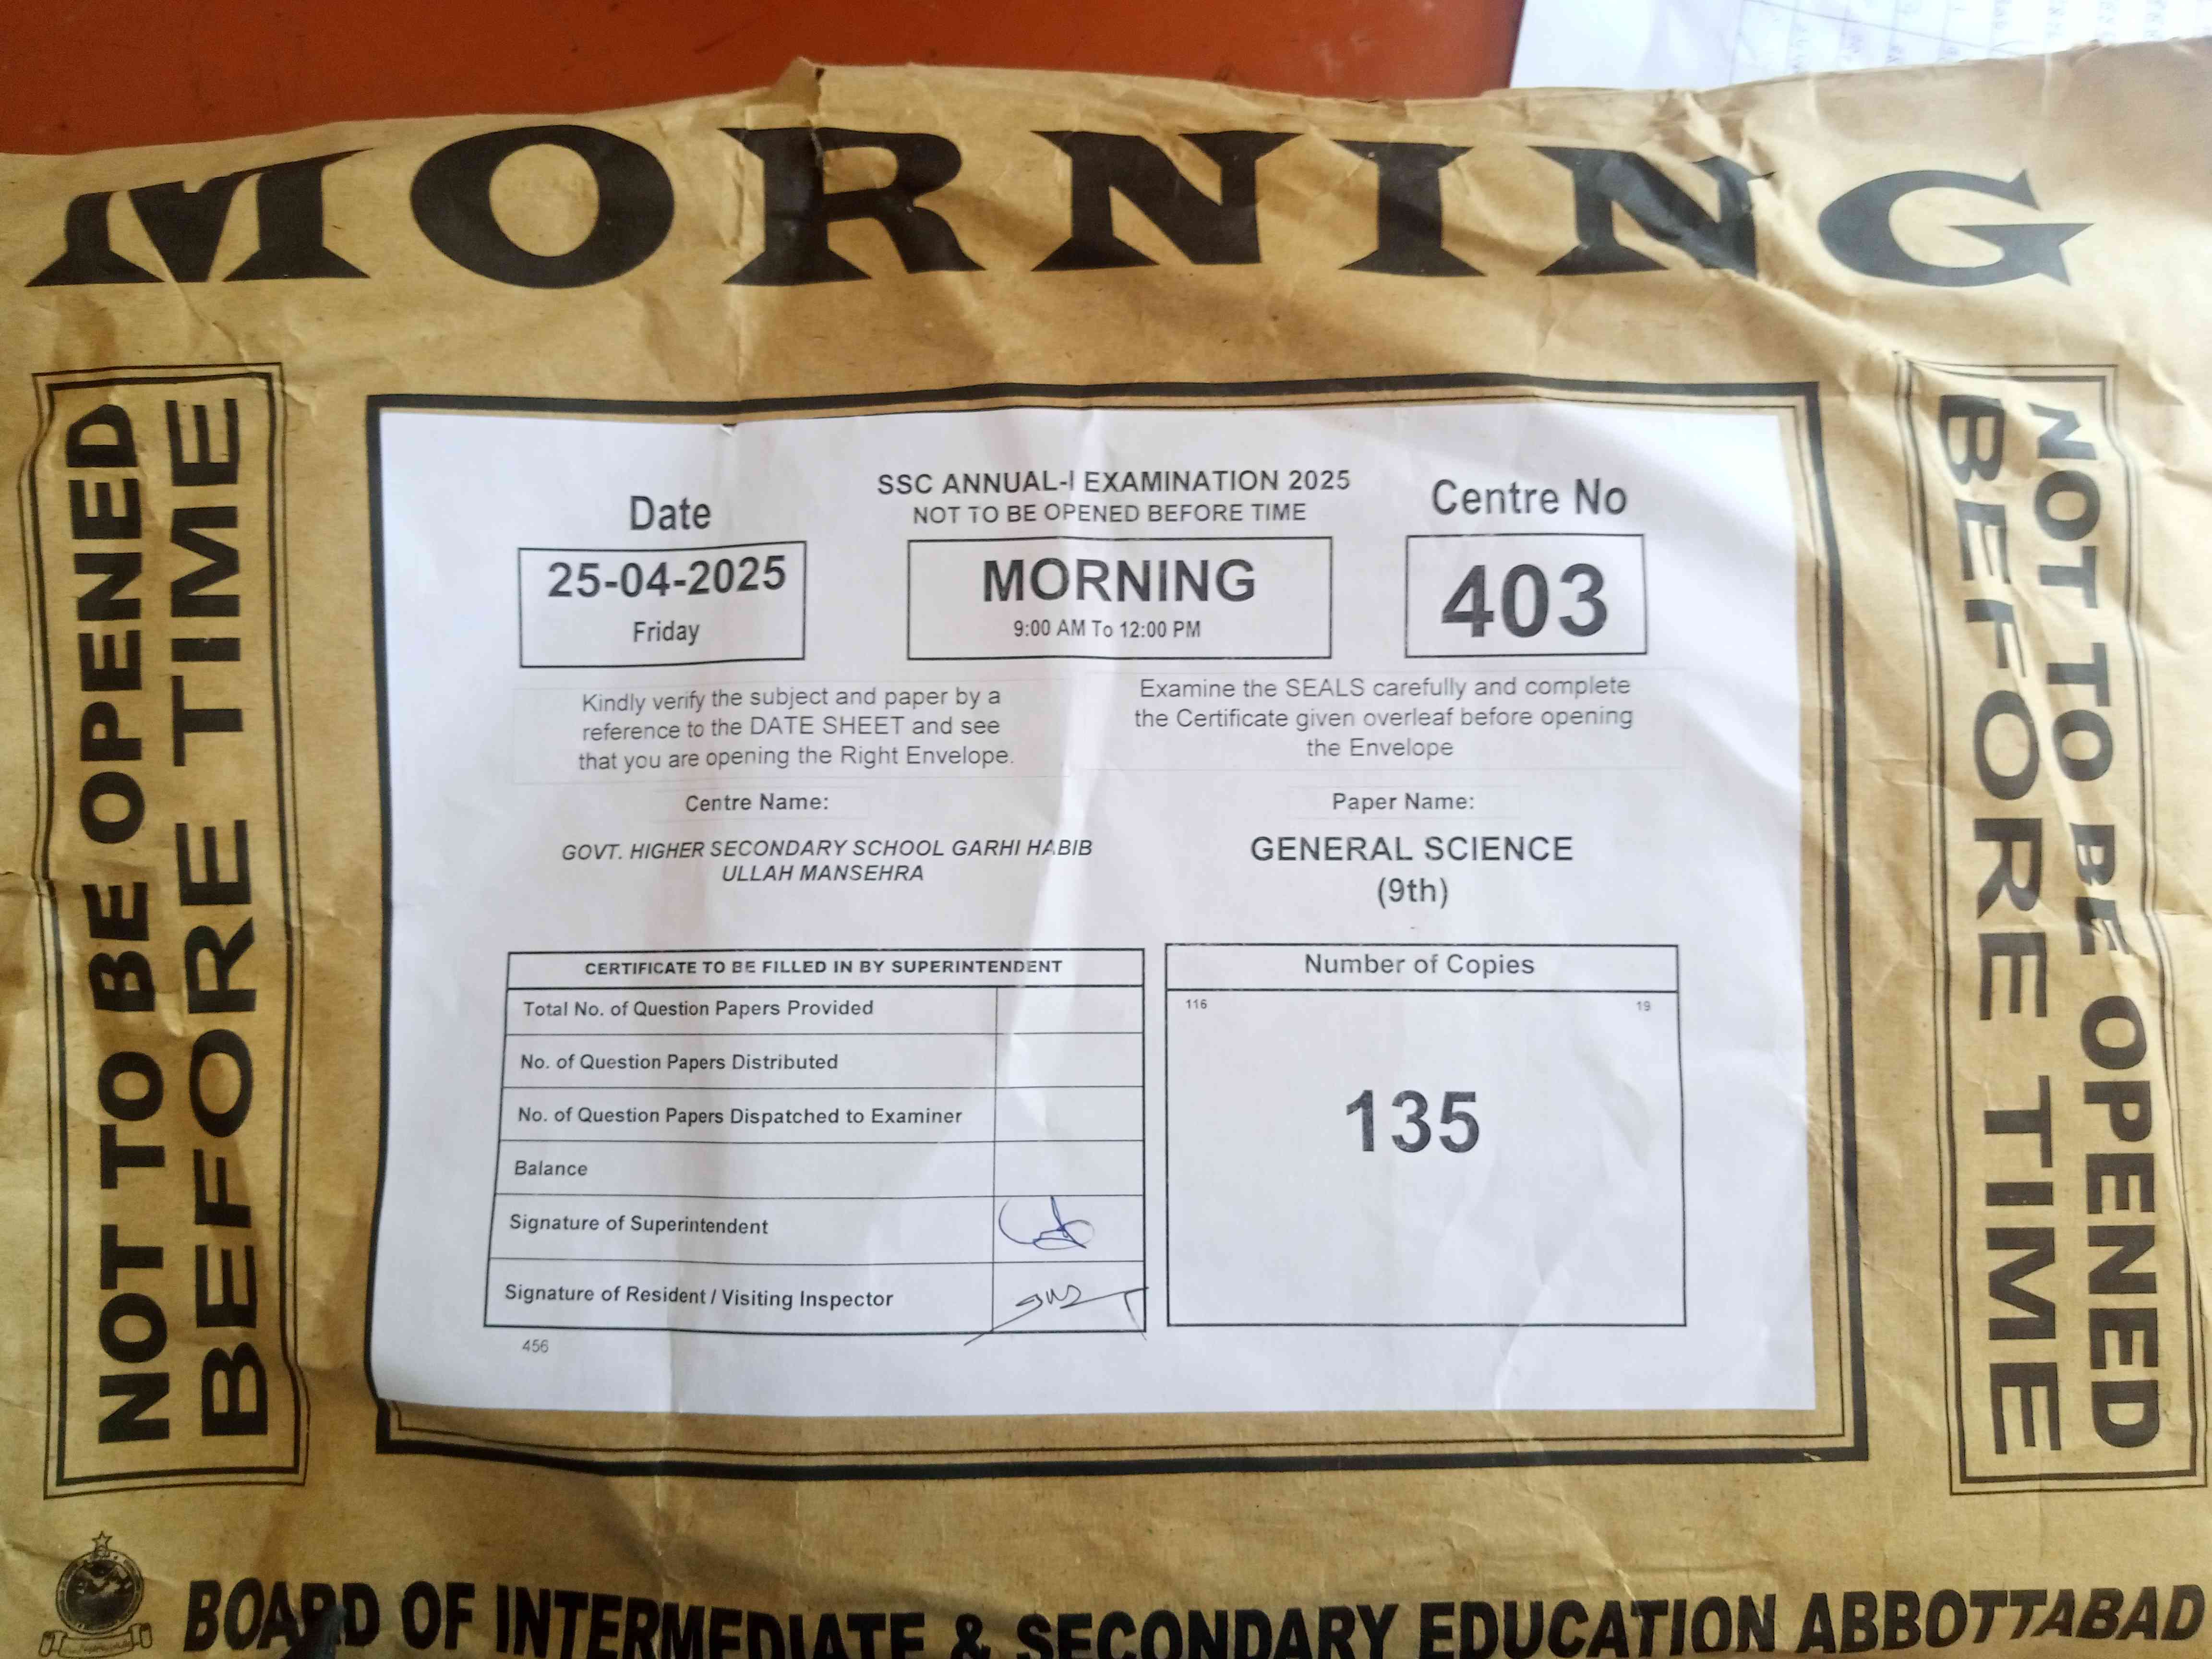 MORNING
NOT TO BE OPENED
BEFORE TIME
Date
25-04-2025
Friday
SSC ANNUAL-I EXAMINATION 2025
NOT TO BE OPENED BEFORE TIME
MORNING
9:00 AM To 12:00 PM
Centre No
403
Kindly verify the subject and paper by a
reference to the DATE SHEET and see
that you are opening the Right Envelope.
Examine the SEALS carefully and complete
the Certificate given overleaf before opening
the Envelope
Centre Name:
GOVT. HIGHER SECONDARY SCHOOL GARHI HABIB
ULLAH MANSEHRA
Paper Name:
GENERAL SCIENCE
(9th)
CERTIFICATE TO BE FILLED IN BY SUPERINTENDENT
Total No. of Question Papers Provided
No. of Question Papers Distributed
No. of Question Papers Dispatched to Examiner
Balance
Signature of Superintendent
Signature of Resident / Visiting Inspector
456
Number of Copies
116 19
135
NOT TO BE OPENED
BEFORE TIME
BOARD OF INTERMEDIATE & SECONDARY EDUCATION ABBOTTABAD